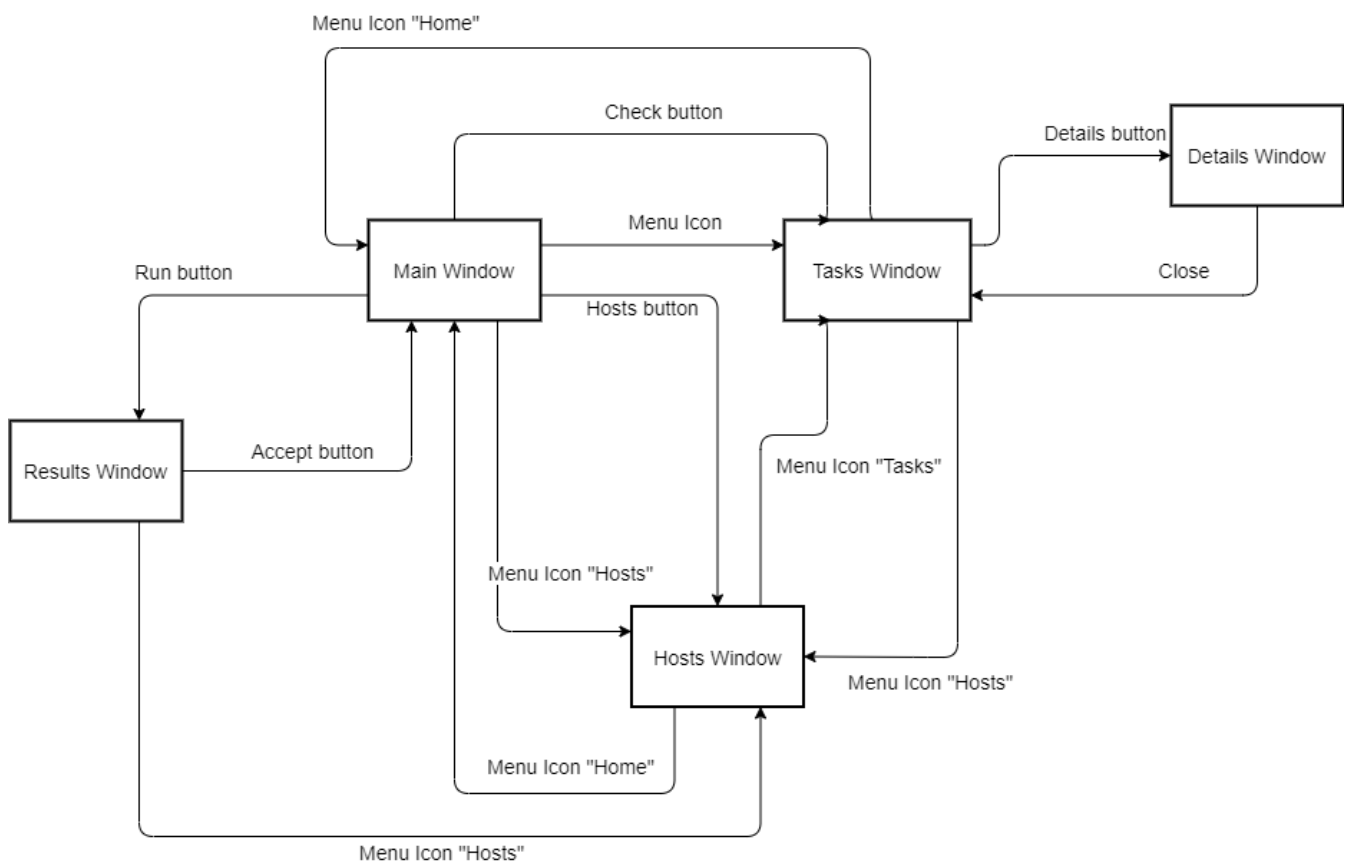 Menu Icon "Home"
Check button
Details button
Details Window
Menu Icon
Main Window
Tasks Window
Run button
Close
Hosts button
Accept button
Results Window
Menu Icon "Tasks"
Menu Icon "Hosts"
Hosts Window
Menu Icon "Hosts"
Menu Icon "Home"
Menu Icon "Hosts"